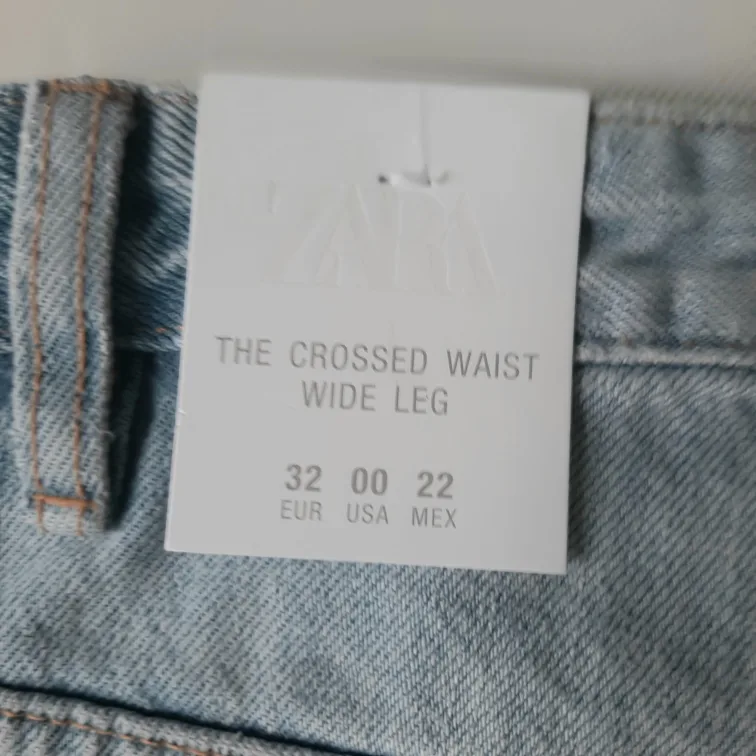 ZARA
THE CROSSED WAIST
WIDE LEG
32 00 22
EUR USA MEX